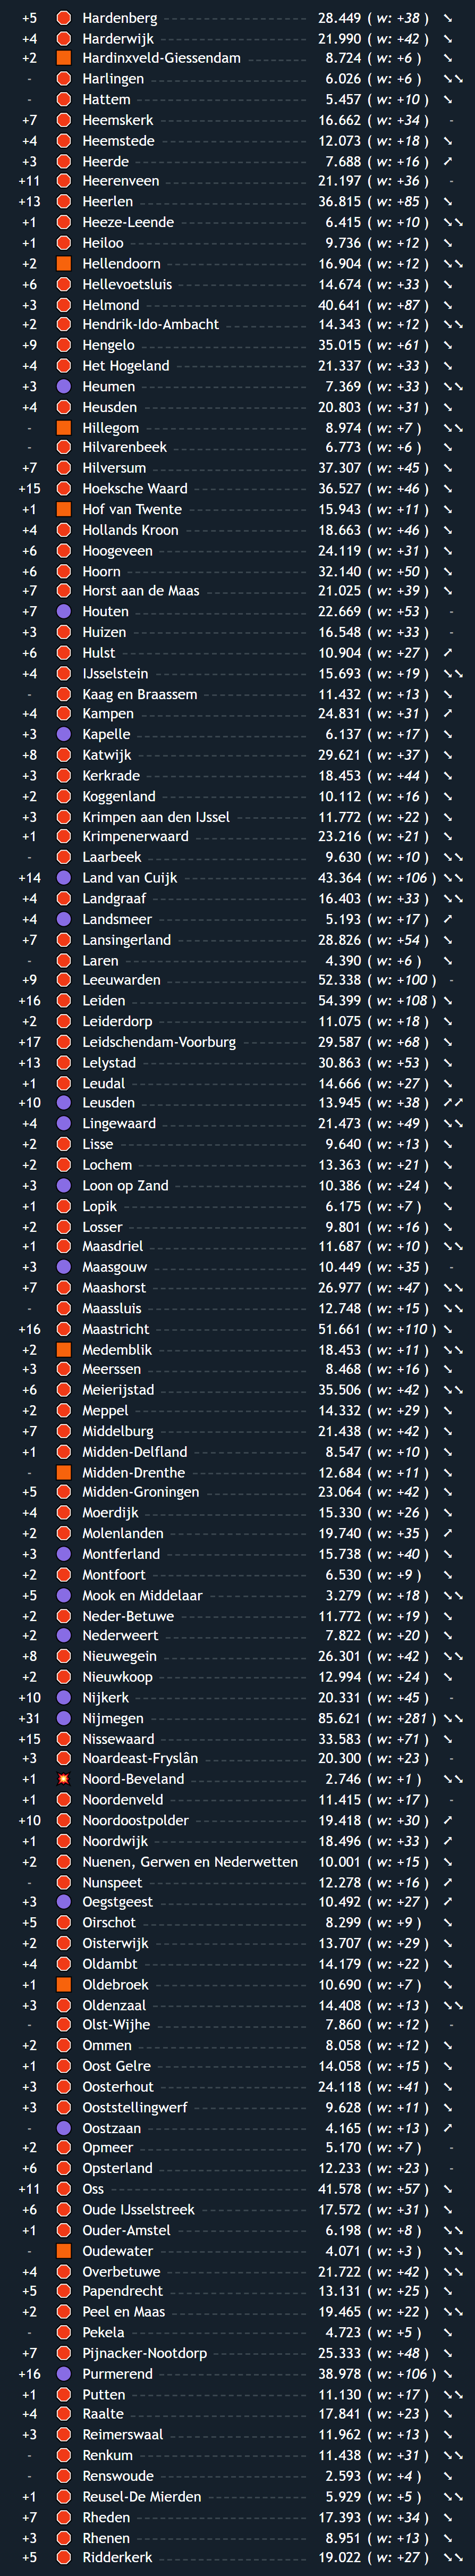 +5 Hardenberg 28.449 ( w: +38 ) ↘
+4 Harderwijk 21.990 ( w: +42 ) ↘
+2 Hardinxveld-Giessendam 8.724 ( w: +6 ) ↘
- Harlingen 6.026 ( w: +6 ) ↘↘
- Hattem 5.457 ( w: +10 ) ↘
+7 Heemskerk 16.662 ( w: +34 ) -
+4 Heemstede 12.073 ( w: +18 ) ↘
+3 Heerde 7.688 ( w: +16 ) ↗
+11 Heerenveen 21.197 ( w: +36 ) -
+13 Heerlen 36.815 ( w: +85 ) ↘
+1 Heeze-Leende 6.415 ( w: +10 ) ↘↘
+1 Heiloo 9.736 ( w: +12 ) ↘
+2 Hellendoorn 16.904 ( w: +12 ) ↘↘
+6 Hellevoetsluis 14.674 ( w: +33 ) ↘
+3 Helmond 40.641 ( w: +87 ) ↘
+2 Hendrik-Ido-Ambacht 14.343 ( w: +12 ) ↘↘
+9 Hengelo 35.015 ( w: +61 ) ↘
+4 Het Hogeland 21.337 ( w: +33 ) ↘
+3 Heumen 7.369 ( w: +33 ) ↘↘
+4 Heusden 20.803 ( w: +31 ) ↘
- Hillegom 8.974 ( w: +7 ) ↘↘
- Hilvarenbeek 6.773 ( w: +6 ) ↘
+7 Hilversum 37.307 ( w: +45 ) ↘
+15 Hoeksche Waard 36.527 ( w: +46 ) ↘
+1 Hof van Twente 15.943 ( w: +11 ) ↘
+4 Hollands Kroon 18.663 ( w: +46 ) ↘
+6 Hoogeveen 24.119 ( w: +31 ) ↘
+6 Hoorn 32.140 ( w: +50 ) ↘
+7 Horst aan de Maas 21.025 ( w: +39 ) ↘
+7 Houten 22.669 ( w: +53 ) -
+3 Huizen 16.548 ( w: +33 ) -
+6 Hulst 10.904 ( w: +27 ) ↗
+4 IJsselstein 15.693 ( w: +19 ) ↘↘
- Kaag en Braassem 11.432 ( w: +13 ) ↘
+4 Kampen 24.831 ( w: +31 ) ↗
+3 Kapelle 6.137 ( w: +17 ) ↘
+8 Katwijk 29.621 ( w: +37 ) ↘
+3 Kerkrade 18.453 ( w: +44 ) ↘
+2 Koggenland 10.112 ( w: +16 ) ↘
+3 Krimpen aan den IJssel 11.772 ( w: +22 ) ↘
+1 Krimpenerwaard 23.216 ( w: +21 ) ↘
- Laarbeek 9.630 ( w: +10 ) ↘↘
+14 Land van Cuijk 43.364 ( w: +106 ) ↘↘
+4 Landgraaf 16.403 ( w: +33 ) ↘↘
+4 Landsmeer 5.193 ( w: +17 ) ↗
+7 Lansingerland 28.826 ( w: +54 ) ↘
- Laren 4.390 ( w: +6 ) ↘
+9 Leeuwarden 52.338 ( w: +100 ) -
+16 Leiden 54.399 ( w: +108 ) ↘
+2 Leiderdorp 11.075 ( w: +18 ) ↘
+17 Leidschendam-Voorburg 29.587 ( w: +68 ) ↘
+13 Lelystad 30.863 ( w: +53 ) ↘
+1 Leudal 14.666 ( w: +27 ) ↘
+10 Leusden 13.945 ( w: +38 ) ↗↗
+4 Lingewaard 21.473 ( w: +49 ) ↘↘
+2 Lisse 9.640 ( w: +13 ) ↘
+2 Lochem 13.363 ( w: +21 ) ↘
+3 Loon op Zand 10.386 ( w: +24 ) ↘
+1 Lopik 6.175 ( w: +7 ) ↘
+2 Losser 9.801 ( w: +16 ) ↘
+1 Maasdriel 11.687 ( w: +10 ) ↘↘
+3 Maasgouw 10.449 ( w: +35 ) -
+7 Maashorst 26.977 ( w: +47 ) ↘↘
- Maassluis 12.748 ( w: +15 ) ↘↘
+16 Maastricht 51.661 ( w: +110 ) ↘
+2 Medemblik 18.453 ( w: +11 ) ↘↘
+3 Meerssen 8.468 ( w: +16 ) ↘
+6 Meierijstad 35.506 ( w: +42 ) ↘↘
+2 Meppel 14.332 ( w: +29 ) ↘
+7 Middelburg 21.438 ( w: +42 ) ↘
+1 Midden-Delfland 8.547 ( w: +10 ) ↘
- Midden-Drenthe 12.684 ( w: +11 ) ↘
+5 Midden-Groningen 23.064 ( w: +42 ) ↘
+4 Moerdijk 15.330 ( w: +26 ) ↘
+2 Molenlanden 19.740 ( w: +35 ) ↗
+3 Montferland 15.738 ( w: +40 ) ↘
+2 Montfoort 6.530 ( w: +9 ) ↘
+5 Mook en Middelaar 3.279 ( w: +18 ) ↘↘
+2 Neder-Betuwe 11.772 ( w: +19 ) ↘
+2 Nederweert 7.822 ( w: +20 ) ↘
+8 Nieuwegein 26.301 ( w: +42 ) ↘↘
+2 Nieuwkoop 12.994 ( w: +24 ) ↘
+10 Nijkerk 20.331 ( w: +45 ) -
+31 Nijmegen 85.621 ( w: +281 ) ↘↘
+15 Nissewaard 33.583 ( w: +71 ) ↘
+3 Noardeast-Fryslân 20.300 ( w: +23 ) -
+1 Noord-Beveland 2.746 ( w: +1 ) ↘↘
+1 Noordenveld 11.415 ( w: +17 ) -
+10 Noordoostpolder 19.418 ( w: +30 ) ↗
+1 Noordwijk 18.496 ( w: +33 ) ↗
+2 Nuenen, Gerwen en Nederwetten 10.001 ( w: +15 ) ↘
- Nunspeet 12.278 ( w: +16 ) ↗
+3 Oegstgeest 10.492 ( w: +27 ) ↗
+5 Oirschot 8.299 ( w: +9 ) ↘
+2 Oisterwijk 13.707 ( w: +29 ) ↘
+4 Oldambt 14.179 ( w: +22 ) ↘
+1 Oldebroek 10.690 ( w: +7 ) ↘
+3 Oldenzaal 14.408 ( w: +13 ) ↘↘
- Olst-Wijhe 7.860 ( w: +12 ) -
+2 Ommen 8.058 ( w: +12 ) ↘
+1 Oost Gelre 14.058 ( w: +15 ) ↘
+3 Oosterhout 24.118 ( w: +41 ) ↘
+3 Ooststellingwerf 9.628 ( w: +11 ) ↘
- Oostzaan 4.165 ( w: +13 ) ↗
+2 Opmeer 5.170 ( w: +7 ) -
+6 Opsterland 12.233 ( w: +23 ) -
+11 Oss 41.578 ( w: +57 ) ↘
+6 Oude IJsselstreek 17.572 ( w: +31 ) ↘
+1 Ouder-Amstel 6.198 ( w: +8 ) ↘↘
- Oudewater 4.071 ( w: +3 ) ↘↘
+4 Overbetuwe 21.722 ( w: +42 ) ↘↘
+5 Papendrecht 13.131 ( w: +25 ) ↘
+2 Peel en Maas 19.465 ( w: +22 ) ↘↘
- Pekela 4.723 ( w: +5 ) ↘
+7 Pijnacker-Nootdorp 25.333 ( w: +48 ) ↘
+16 Purmerend 38.978 ( w: +106 ) ↘
+1 Putten 11.130 ( w: +17 ) ↘↘
+4 Raalte 17.841 ( w: +23 ) ↘
+3 Reimerswaal 11.962 ( w: +13 ) ↘
- Renkum 11.438 ( w: +31 ) ↘↘
- Renswoude 2.593 ( w: +4 ) ↘
+1 Reusel-De Mierden 5.929 ( w: +5 ) ↘↘
+7 Rheden 17.393 ( w: +34 ) ↘
+3 Rhenen 8.951 ( w: +13 ) ↘
+5 Ridderkerk 19.022 ( w: +27 ) ↘↘